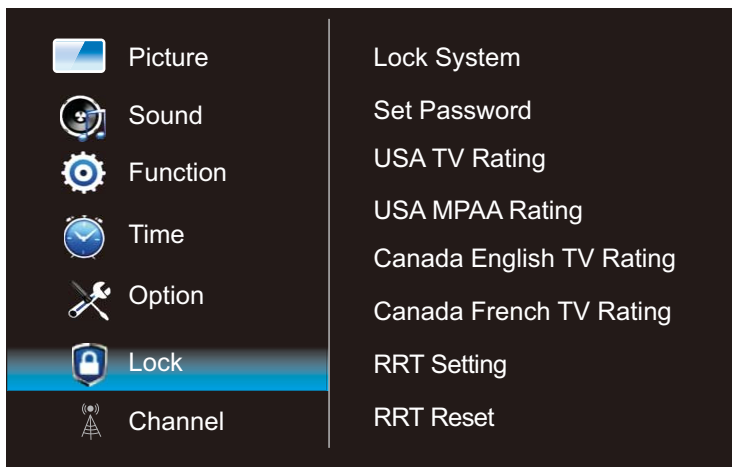 Picture
Sound
Function
Time
Option
Lock
Channel
Lock System
Set Password
USA TV Rating
USA MPAA Rating
Canada English TV Rating
Canada French TV Rating
RRT Setting
RRT Reset